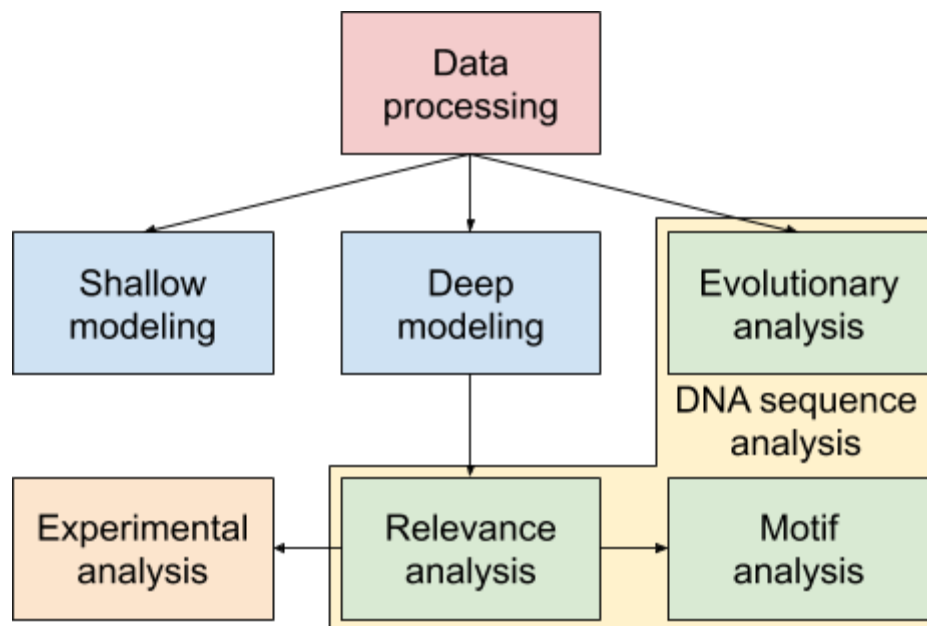 Data
processing
Shallow
modeling
Deep
modeling
Evolutionary
analysis
DNA sequence
analysis
Experimental
analysis
Relevance
analysis
Motif
analysis